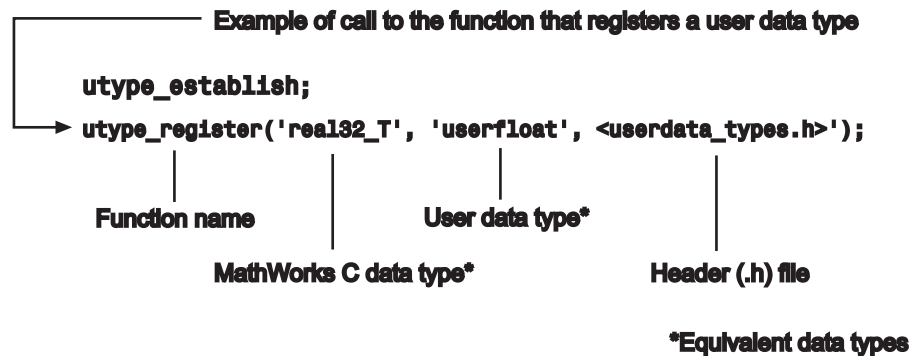 Example of call to the function that registers a user data type
utype_establish;
utype_register('real32_T', 'userfloat', <userdata_types.h>');
Function name
User data type*
MathWorks C data type*
Header (.h) file
*Equivalent data types